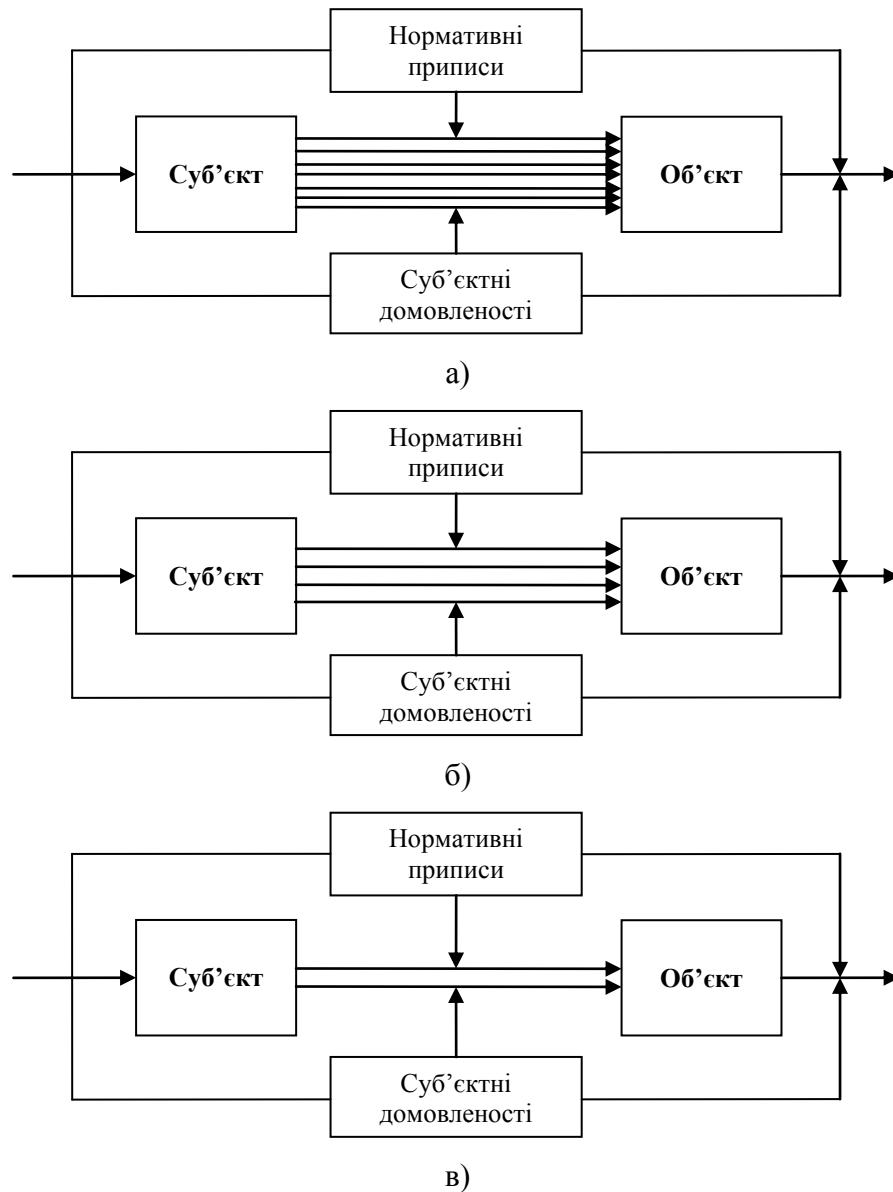 Нормативні
приписи
Суб’єкт
Об’єкт
Суб’єктні
домовленості
а)
Нормативні
приписи
Суб’єкт
Об’єкт
Суб’єктні
домовленості
б)
Нормативні
приписи
Суб’єкт
Об’єкт
Суб’єктні
домовленості
в)